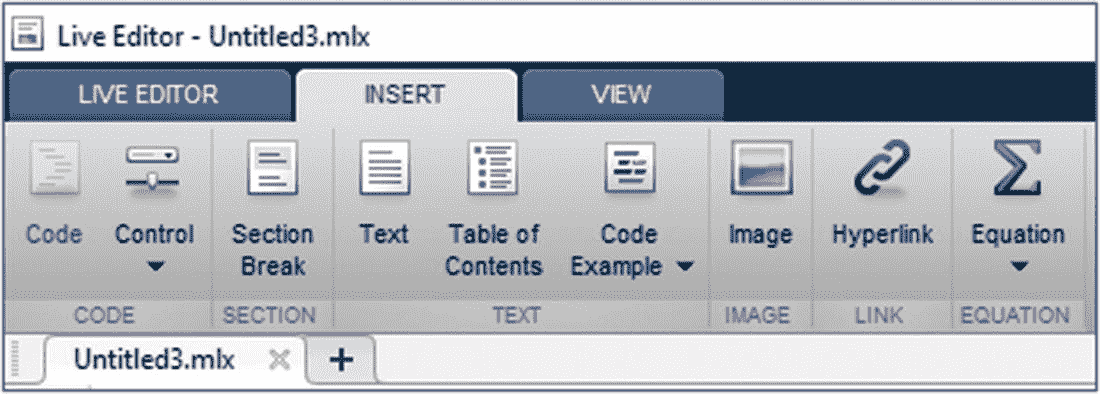 Live Editor - Untitled3.mlx
LIVE EDITOR INSERT VIEW
Code Control Section Break Text Table of Contents Code Example Image Hyperlink Equation
CODE SECTION TEXT IMAGE LINK EQUATION
Untitled3.mlx